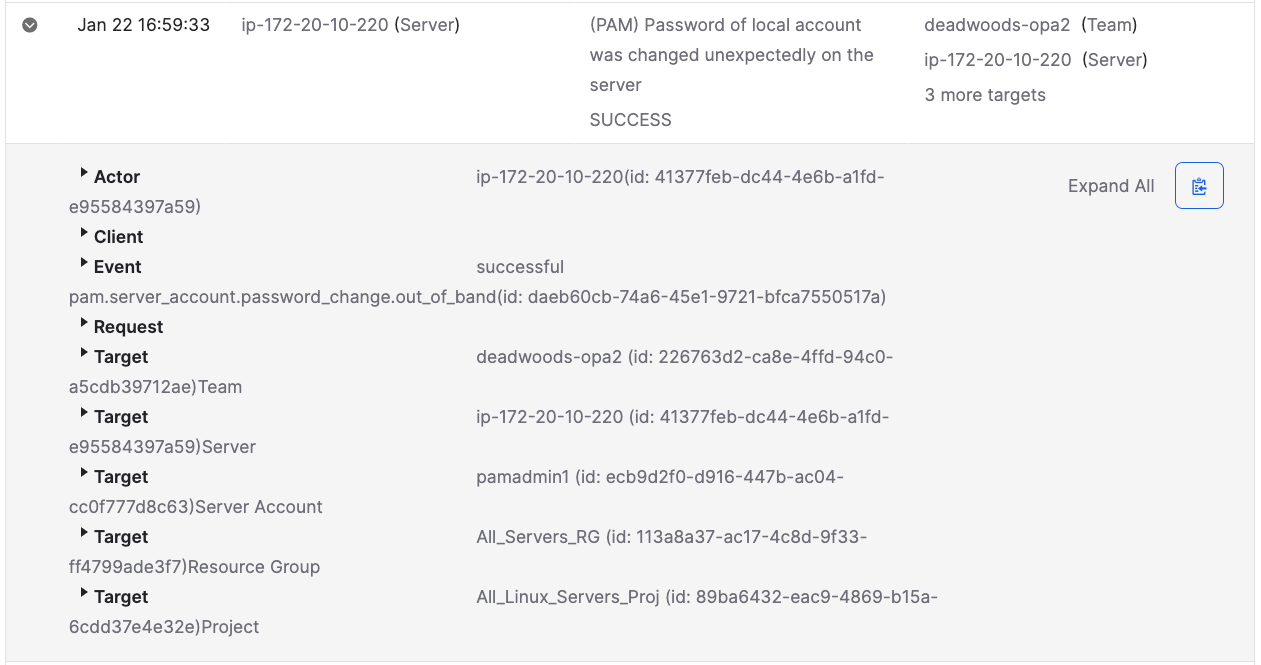 Jan 22 16:59:33 ip-172-20-10-220 (Server) (PAM) Password of local account deadwoods-opa2 (Team)
was changed unexpectedly on the ip-172-20-10-220 (Server)
server 3 more targets
SUCCESS
Actor ip-172-20-10-220(id: 41377feb-dc44-4e6b-a1fd- Expand All
e95584397a59)
Client
Event successful
pam.server_account.password_change.out_of_band(id: daeb60cb-74a6-45e1-9721-bfca7550517a)
Request
Target deadwoods-opa2 (id: 226763d2-ca8e-4ffd-94c0-
a5cdb39712ae)Team
Target ip-172-20-10-220 (id: 41377feb-dc44-4e6b-a1fd-
e95584397a59)Server
Target pamadmin1 (id: ecb9d2f0-d916-447b-ac04-
cc0f777d8c63)Server Account
Target All_Servers_RG (id: 113a8a37-ac17-4c8d-9f33-
ff4799ade3f7)Resource Group
Target All_Linux_Servers_Proj (id: 89ba6432-eac9-4869-b15a-
6cdd37e4e32e)Project